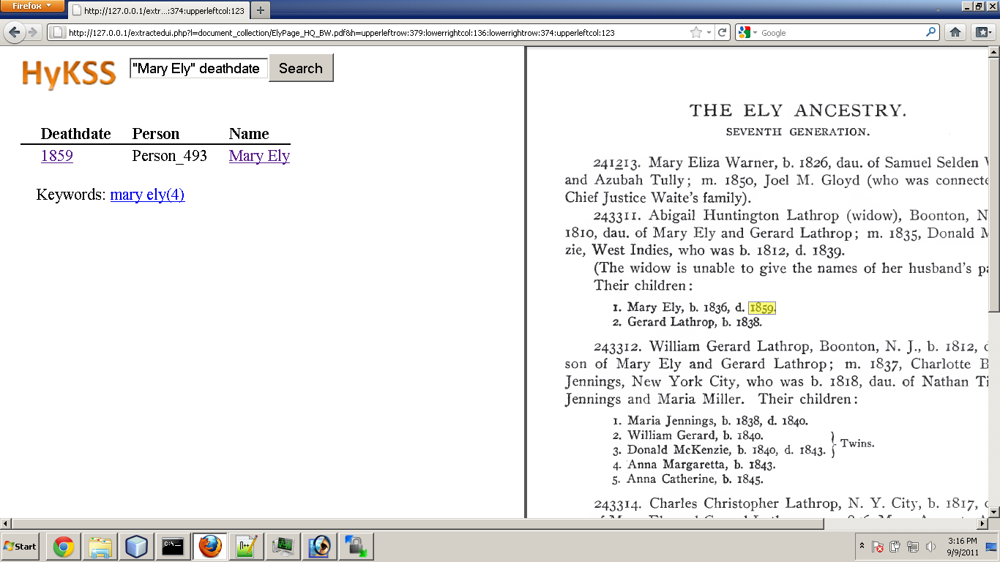 Firefox
http://127.0.0.1/extr...:374:upperleftcol:123
http://127.0.0.1/extractedui.php?l=document_collection/ElyPage_HQ_BW.pdf&h=upperleftrow:379:lowerrightcol:136:lowerrightrow:374:upperleftcol:123
Google
HyKSS
"Mary Ely" deathdate
Search
Deathdate Person Name
1859 Person_493 Mary Ely
Keywords: mary ely(4)
THE ELY ANCESTRY.
SEVENTH GENERATION.
241213. Mary Eliza Warner, b. 1826, dau. of Samuel Selden
and Azubah Tully; m. 1850, Joel M. Gloyd (who was connecte
Chief Justice Waite's family).
243311. Abigail Huntington Lathrop (widow), Boonton, N
1810, dau. of Mary Ely and Gerard Lathrop; m. 1835, Donald M
zie, West Indies, who was b. 1812, d. 1839.
(The widow is unable to give the names of her husband's pa
Their children:
1. Mary Ely, b. 1836, d. 1859.
2. Gerard Lathrop, b. 1838.
243312. William Gerard Lathrop, Boonton, N. J., b. 1812, d
son of Mary Ely and Gerard Lathrop; m. 1837, Charlotte B
Jennings, New York City, who was b. 1818, dau. of Nathan Ti
Jennings and Maria Miller. Their children:
1. Maria Jennings, b. 1838, d. 1840.
2. William Gerard, b. 1840.
3. Donald McKenzie, b. 1840, d. 1843.
Twins.
4. Anna Margaretta, b. 1843.
5. Anna Catherine, b. 1845.
243314. Charles Christopher Lathrop, N. Y. City, b. 1817,
Start
3:16 PM
9/9/2011